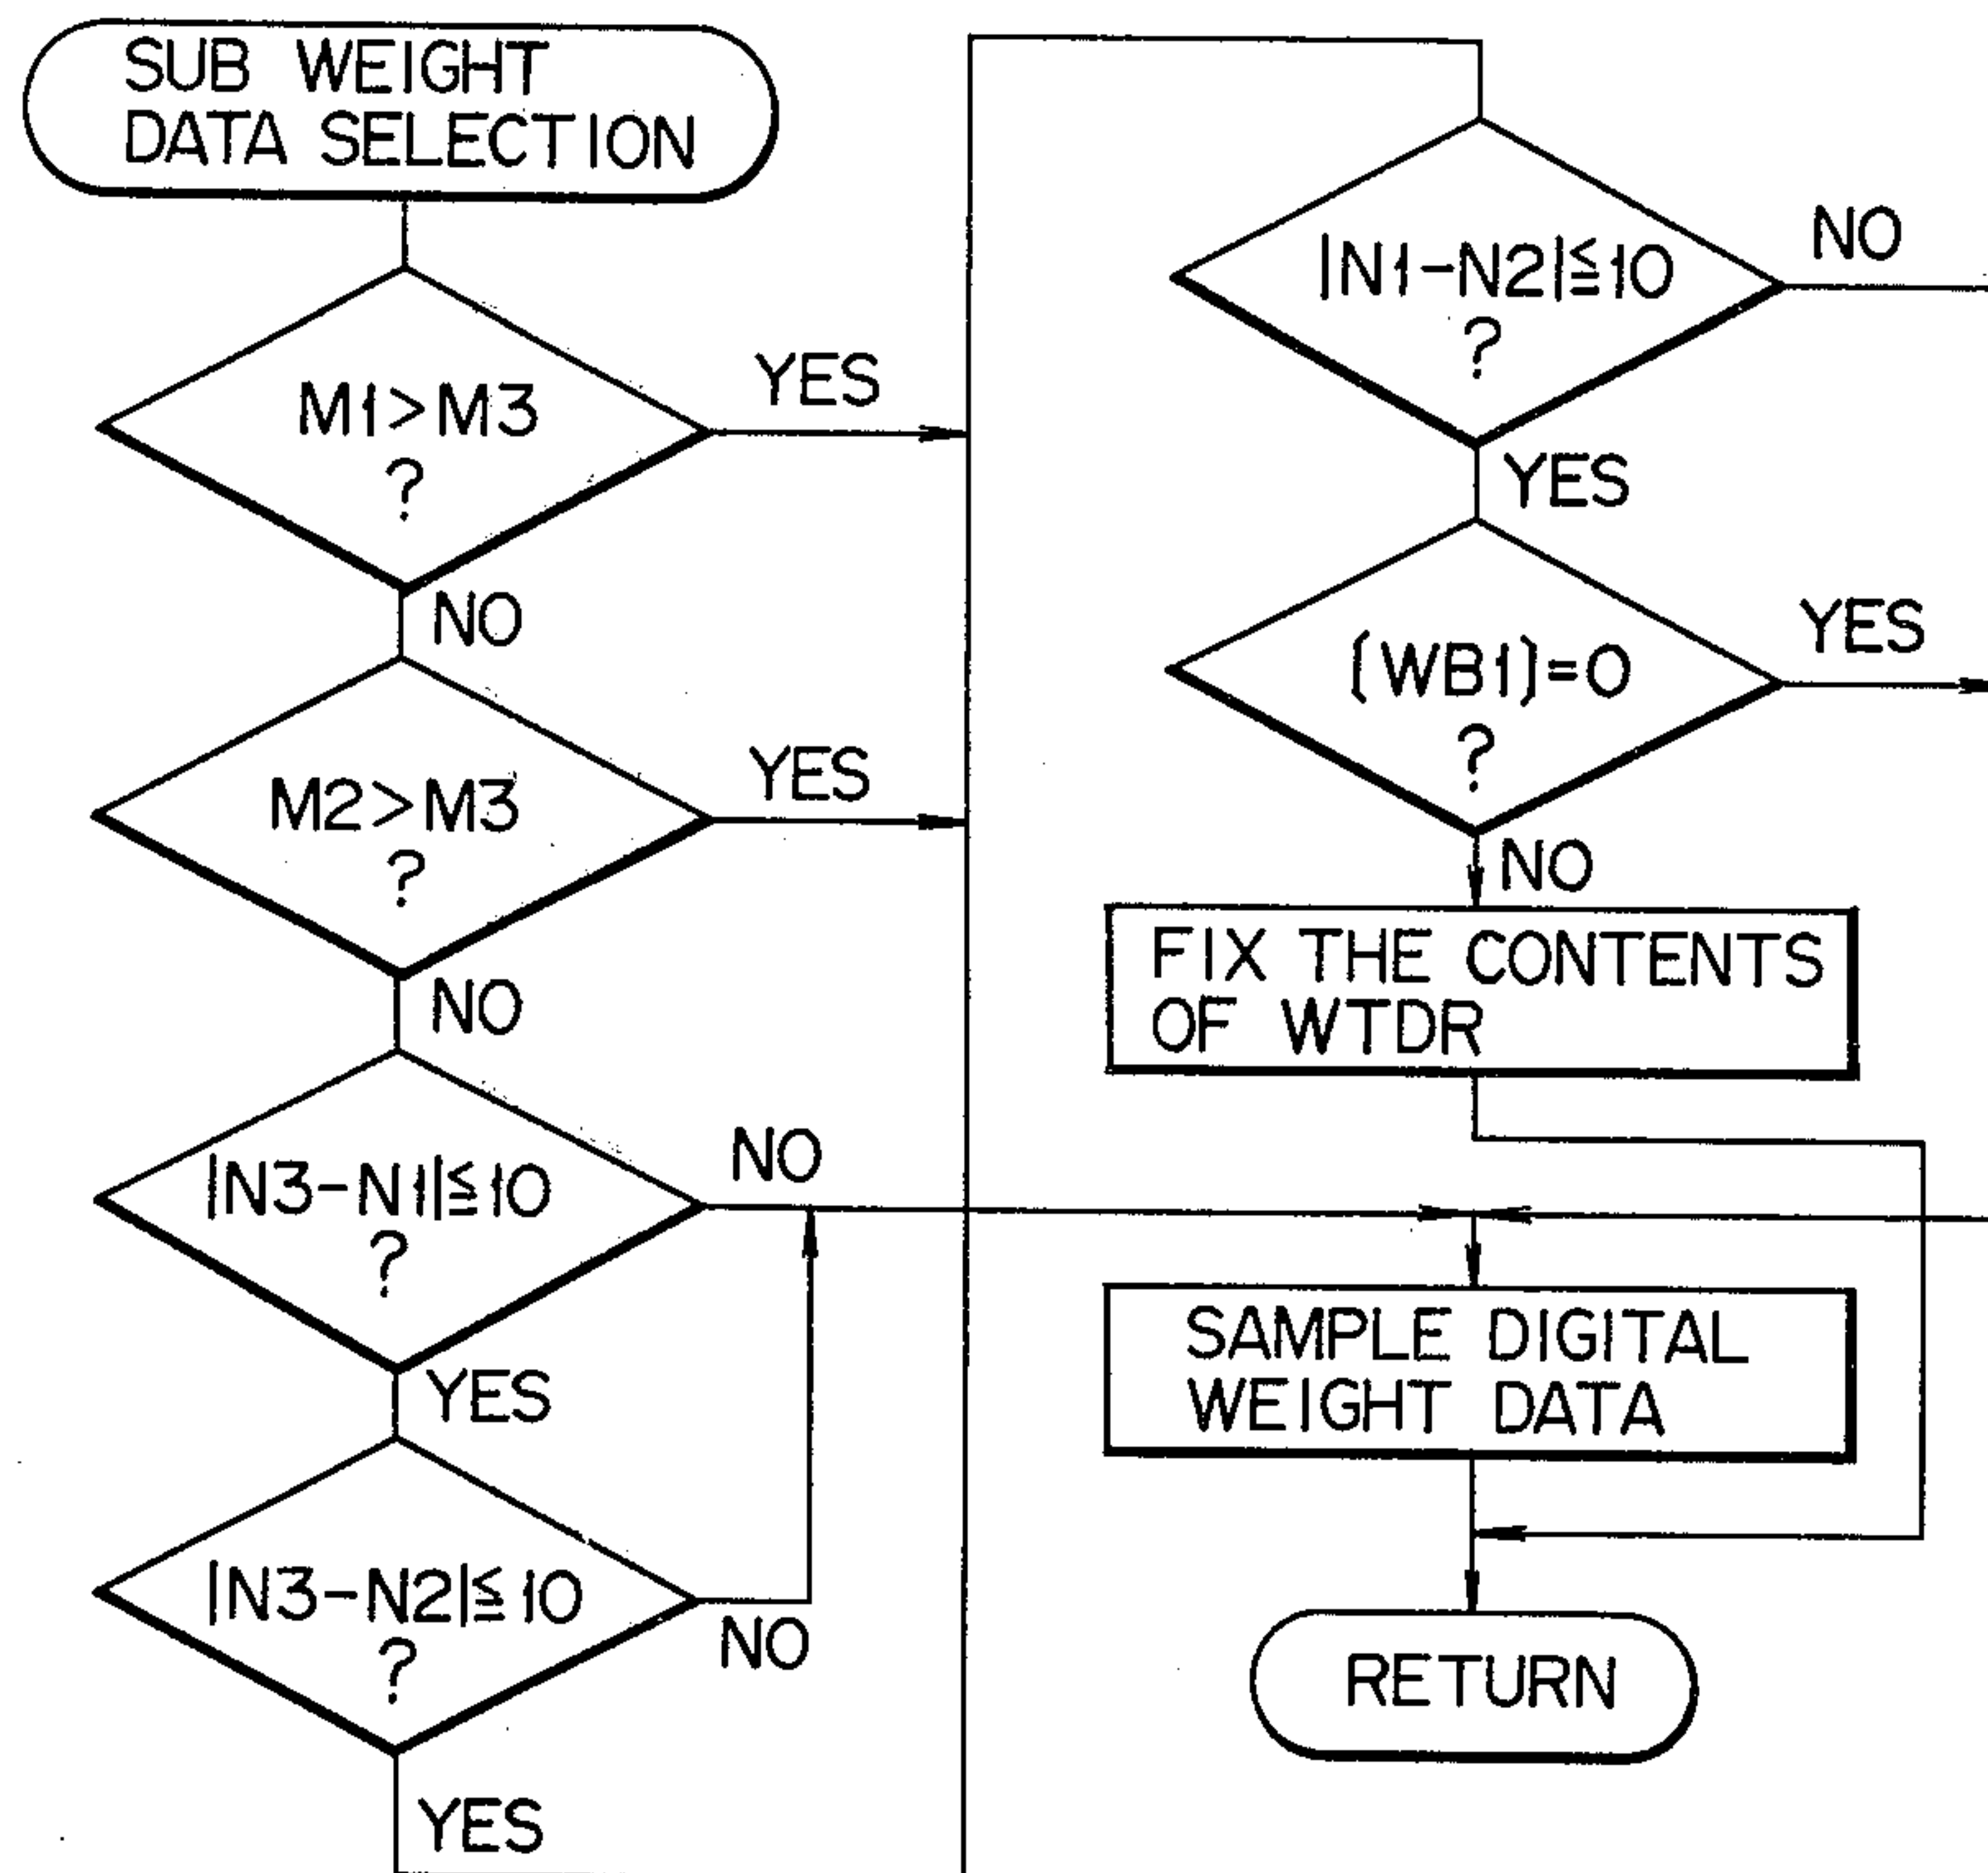 SUB WEIGHT
DATA SELECTION
M1>M3
?
YES
NO
M2>M3
?
YES
NO
|N3-N1|≦10
?
NO
YES
|N3-N2|≦10
?
NO
YES
|N1-N2|≦10
?
NO
YES
(WB1)=0
?
YES
NO
FIX THE CONTENTS
OF WTDR
SAMPLE DIGITAL
WEIGHT DATA
RETURN